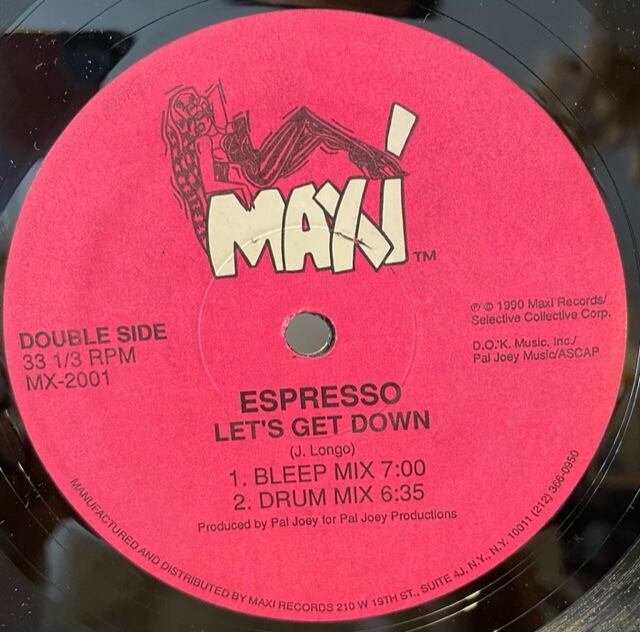 MAXI
TM
DOUBLE SIDE
33 1/3 RPM
MX-2001
℗ © 1990 Maxi Records/
Selective Collective Corp.
D.O.'K. Music, Inc./
Pal Joey Music/ASCAP
ESPRESSO
LET'S GET DOWN
(J. Longo)
1. BLEEP MIX 7:00
2. DRUM MIX 6:35
Produced by Pal Joey for Pal Joey Productions
MANUFACTURED AND DISTRIBUTED BY MAXI RECORDS 210 W 19TH ST., SUITE 4J, N.Y., N.Y. 10011 (212) 366-0950